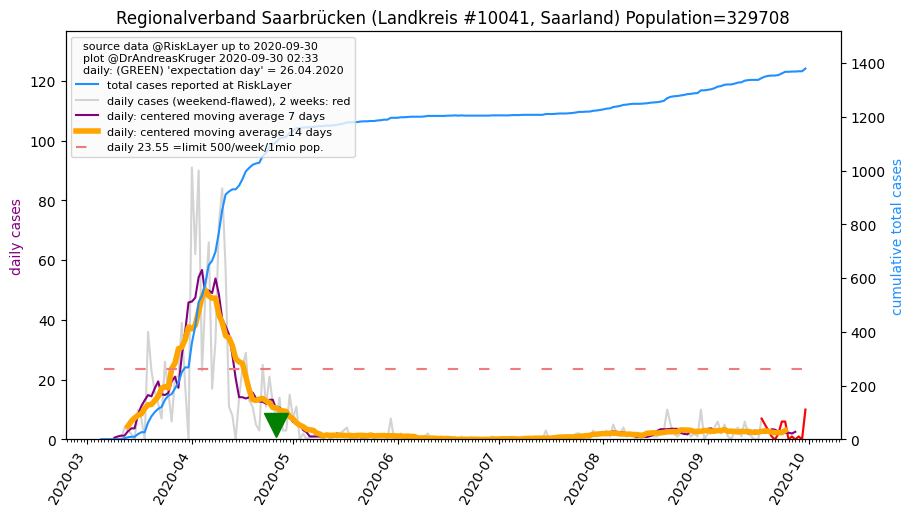 Regionalverband Saarbrücken (Landkreis #10041, Saarland) Population=329708
source data @RiskLayer up to 2020-09-30
plot @DrAndreasKruger 2020-09-30 02:33
daily: (GREEN) 'expectation day' = 26.04.2020
total cases reported at RiskLayer
daily cases (weekend-flawed), 2 weeks: red
daily: centered moving average 7 days
daily: centered moving average 14 days
daily 23.55 =limit 500/week/1mio pop.
daily cases
120
100
80
60
40
20
0
cumulative total cases
1400
1200
1000
800
600
400
200
0
2020-03
2020-04
2020-05
2020-06
2020-07
2020-08
2020-09
2020-10